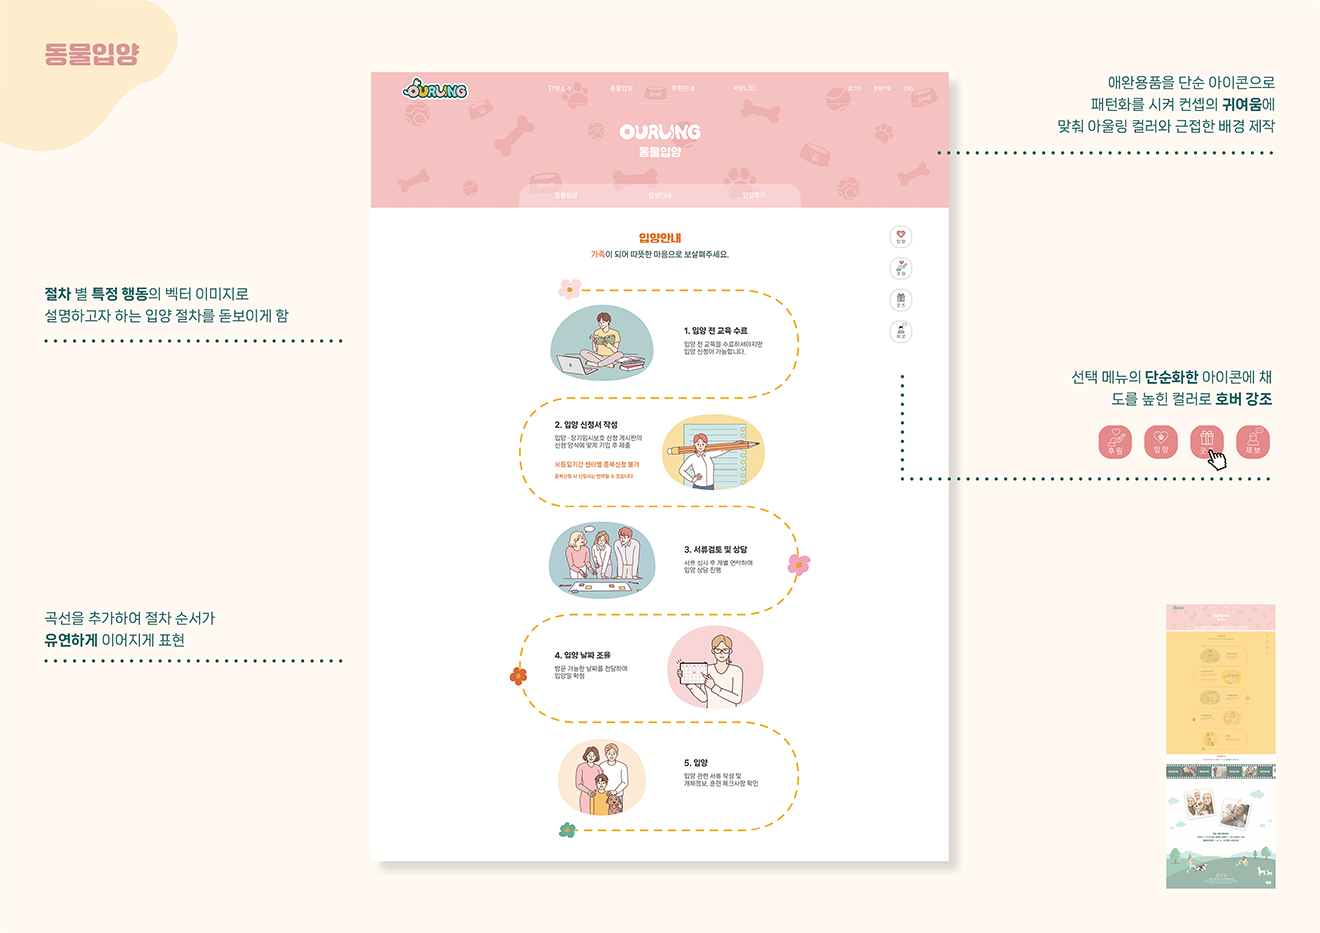 동물입양
애완용품을 단순 아이콘으로
패턴화를 시켜 컨셉의 귀여움에
맞춰 아울링 컬러와 근접한 배경 제작
OURLING
단체소개
동물입양
후원안내
커뮤니티
로그인
회원가입
OURLING
동물입양
동물입양
입양안내
입양후기
입양안내
가족이 되어 따뜻한 마음으로 보살펴주세요.
입양
후원
굿즈
제보
절차 별 특정 행동의 벡터 이미지로
설명하고자 하는 입양 절차를 돋보이게 함
1. 입양 전 교육 수료
입양 전 교육을 수료하셔야지만
입양 신청이 가능합니다.
선택 메뉴의 단순화한 아이콘에 채
도를 높힌 컬러로 호버 강조
후원
입양
제보
2. 입양 신청서 작성
입양 · 장기임시보호 신청 게시판의
신청 양식에 맞게 기입 후 제출
※동일기간 센터별 중복신청 불가
중복신청 시 신청서는 반려될 수 있습니다.
3. 서류검토 및 상담
서류 심사 후 개별 연락하여
입양 상담 진행
곡선을 추가하여 절차 순서가
유연하게 이어지게 표현
4. 입양 날짜 조율
방문 가능한 날짜를 전달하여
입양일 확정
5. 입양
입양 관련 서류 작성 및
개체정보, 훈련 체크사항 확인